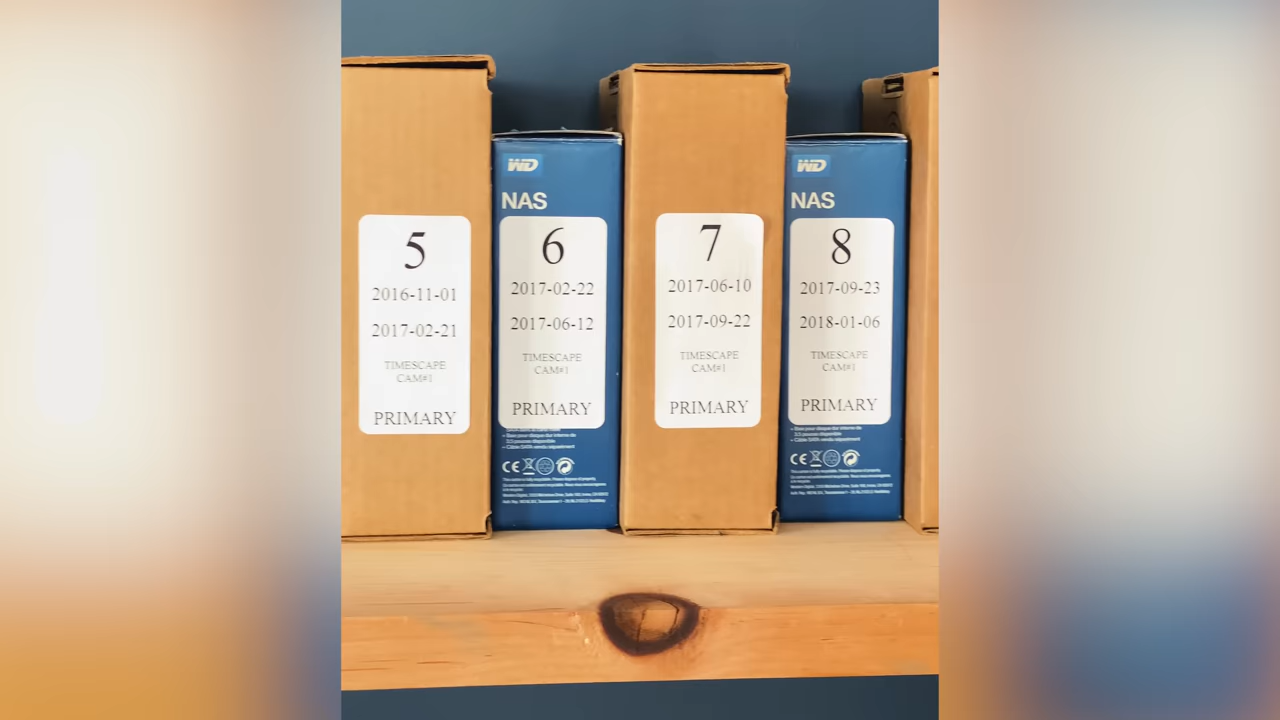 5
2016-11-01
2017-02-21
TIMESCAPE
CAM#1
PRIMARY
WD
NAS
6
2017-02-22
2017-06-12
TIMESCAPE
CAM#1
PRIMARY
7
2017-06-10
2017-09-22
TIMESCAPE
CAM#1
PRIMARY
WD
NAS
8
2017-09-23
2018-01-06
TIMESCAPE
CAM#1
PRIMARY